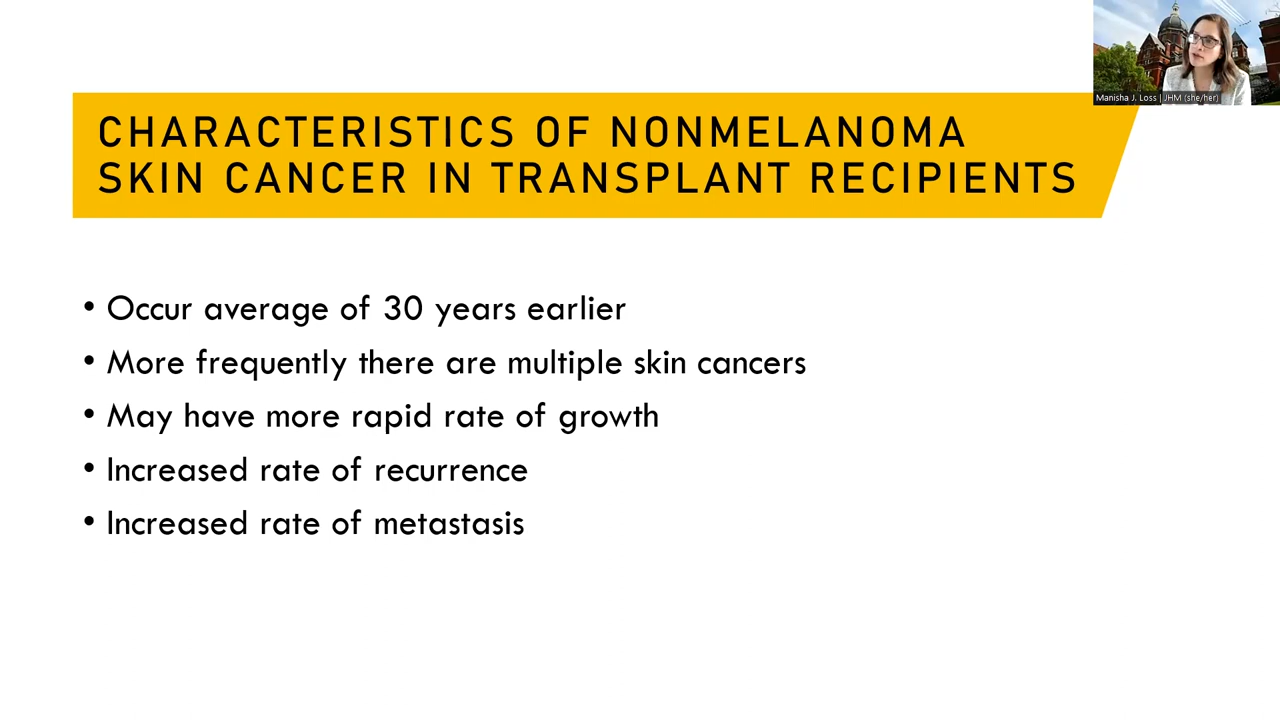 Manisha J. Loss | JHM (she/her)
CHARACTERISTICS OF NONMELANOMA
SKIN CANCER IN TRANSPLANT RECIPIENTS
• Occur average of 30 years earlier
• More frequently there are multiple skin cancers
• May have more rapid rate of growth
• Increased rate of recurrence
• Increased rate of metastasis